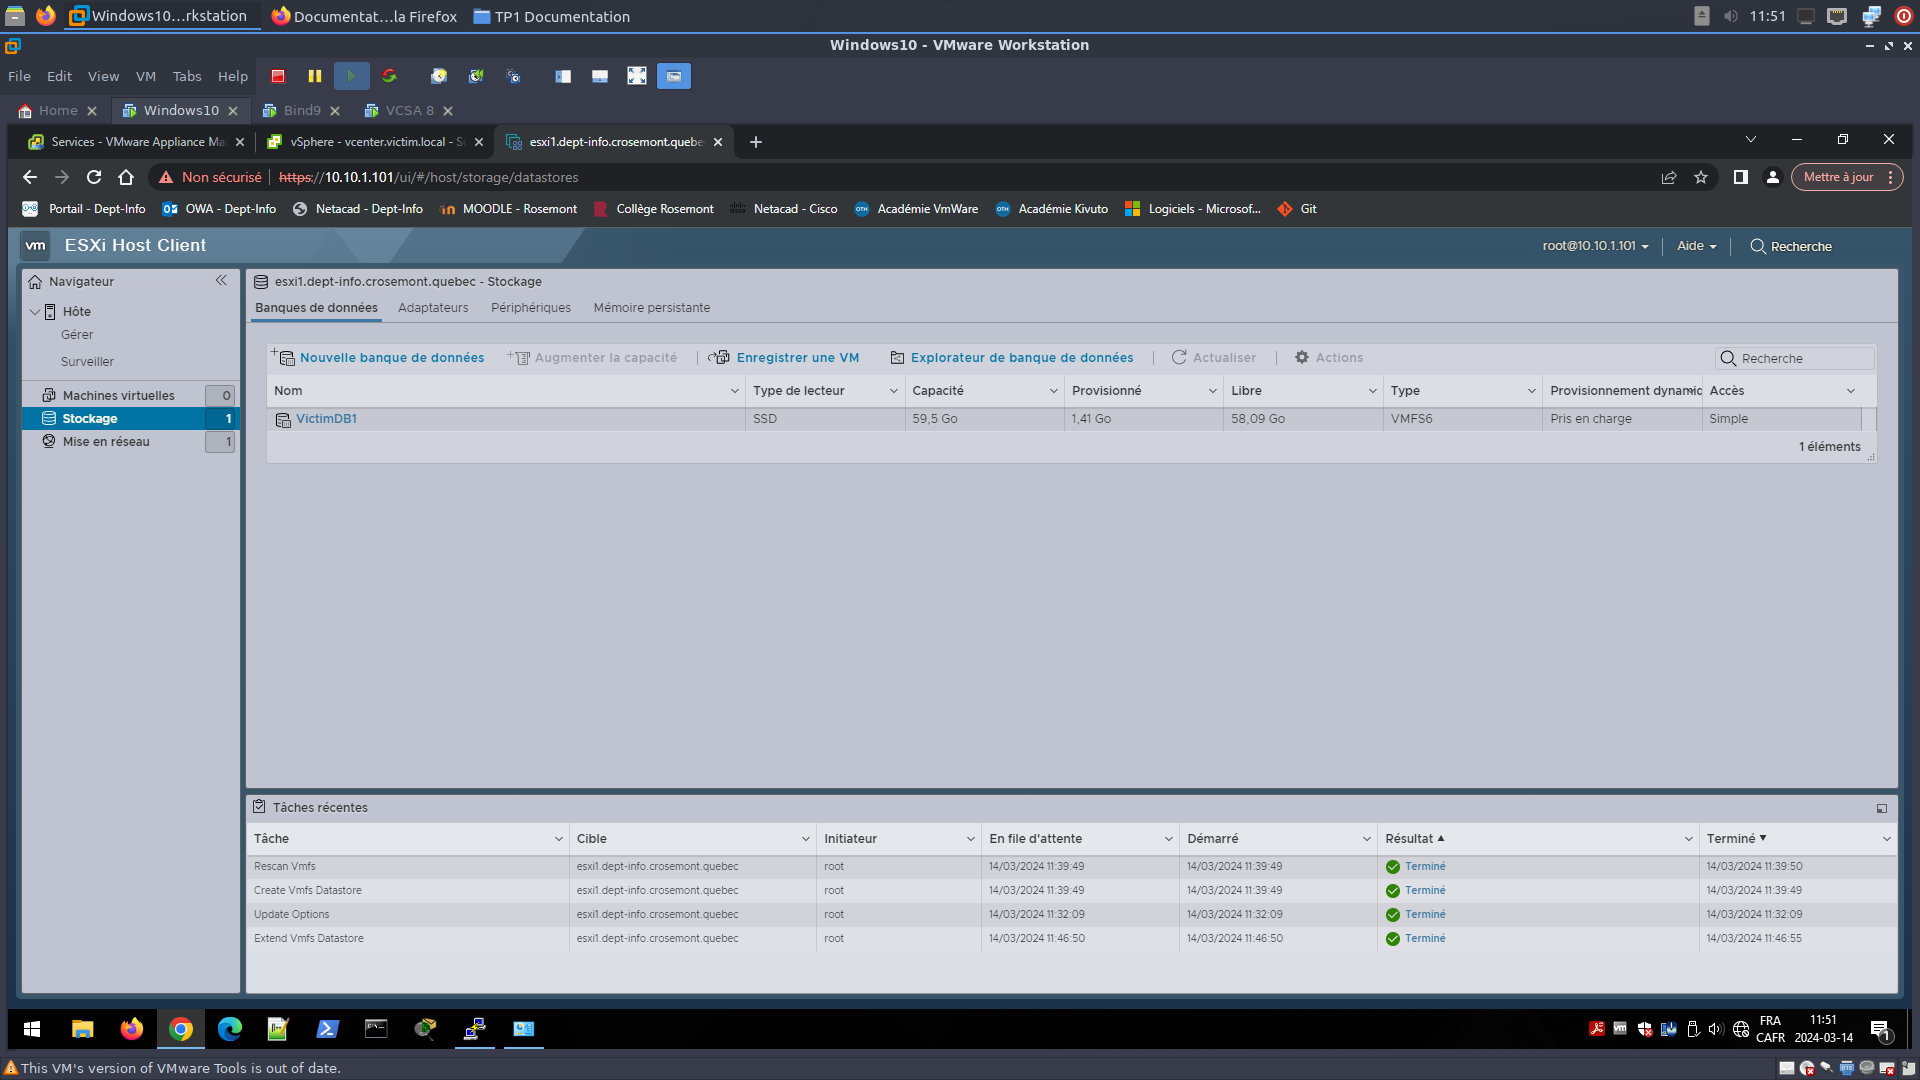 Windows10...rkstation
Documentat...la Firefox
TP1 Documentation
11:51
Windows10 - VMware Workstation
File Edit View VM Tabs Help
Home Windows10 Bind9 VCSA 8
Services - VMware Appliance Ma
vSphere - vcenter.victim.local - S
esxi1.dept-info.crosemont.quebe
Non sécurisé https://10.10.1.101/ui/#/host/storage/datastores
Mettre à jour
Portail - Dept-Info OWA - Dept-Info Netacad - Dept-Info MOODLE - Rosemont Collège Rosemont Netacad - Cisco Académie VmWare Académie Kivuto Logiciels - Microsof... Git
vm ESXi Host Client
root@10.10.1.101 Aide Recherche
Navigateur
Hôte
Gérer
Surveiller
Machines virtuelles 0
Stockage 1
Mise en réseau 1
esxi1.dept-info.crosemont.quebec - Stockage
Banques de données Adaptateurs Périphériques Mémoire persistante
Nouvelle banque de données Augmenter la capacité Enregistrer une VM Explorateur de banque de données Actualiser Actions Recherche
Nom Type de lecteur Capacité Provisionné Libre Type Provisionnement dynamic Accès
VictimDB1 SSD 59,5 Go 1,41 Go 58,09 Go VMFS6 Pris en charge Simple
1 éléments
Tâches récentes
Tâche Cible Initiateur En file d'attente Démarré Résultat Terminé
Rescan Vmfs esxi1.dept-info.crosemont.quebec root 14/03/2024 11:39:49 14/03/2024 11:39:49 Terminé 14/03/2024 11:39:50
Create Vmfs Datastore esxi1.dept-info.crosemont.quebec root 14/03/2024 11:39:49 14/03/2024 11:39:49 Terminé 14/03/2024 11:39:49
Update Options esxi1.dept-info.crosemont.quebec root 14/03/2024 11:32:09 14/03/2024 11:32:09 Terminé 14/03/2024 11:32:09
Extend Vmfs Datastore esxi1.dept-info.crosemont.quebec root 14/03/2024 11:46:50 14/03/2024 11:46:50 Terminé 14/03/2024 11:46:55
FRA 11:51
CAFR 2024-03-14
1
This VM's version of VMware Tools is out of date.